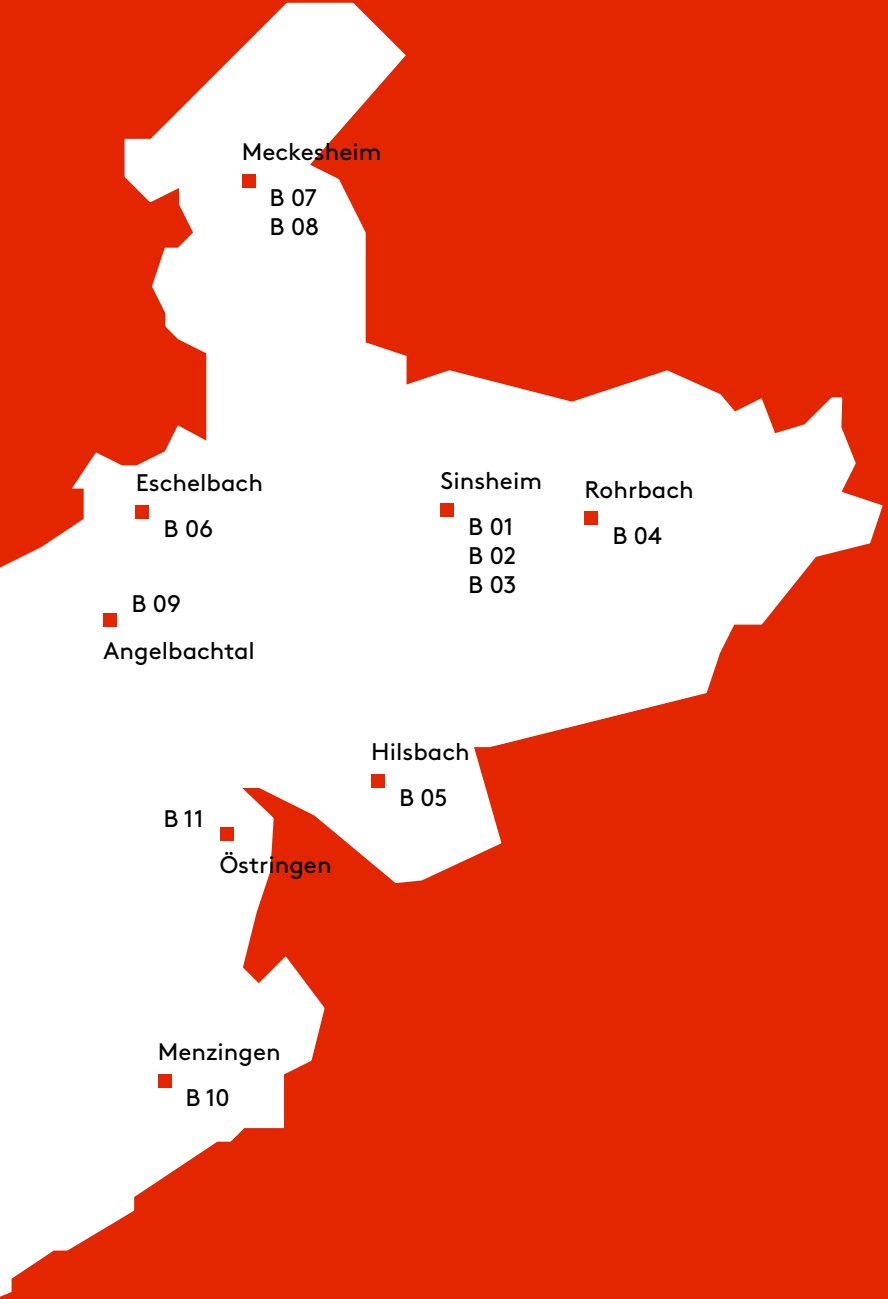 Meckesheim
B 07
B 08
Eschelbach
B 06
Sinsheim
B 01
B 02
B 03
Rohrbach
B 04
B 09
Angelbachtal
Hilsbach
B 05
B 11
Östringen
Menzingen
B 10